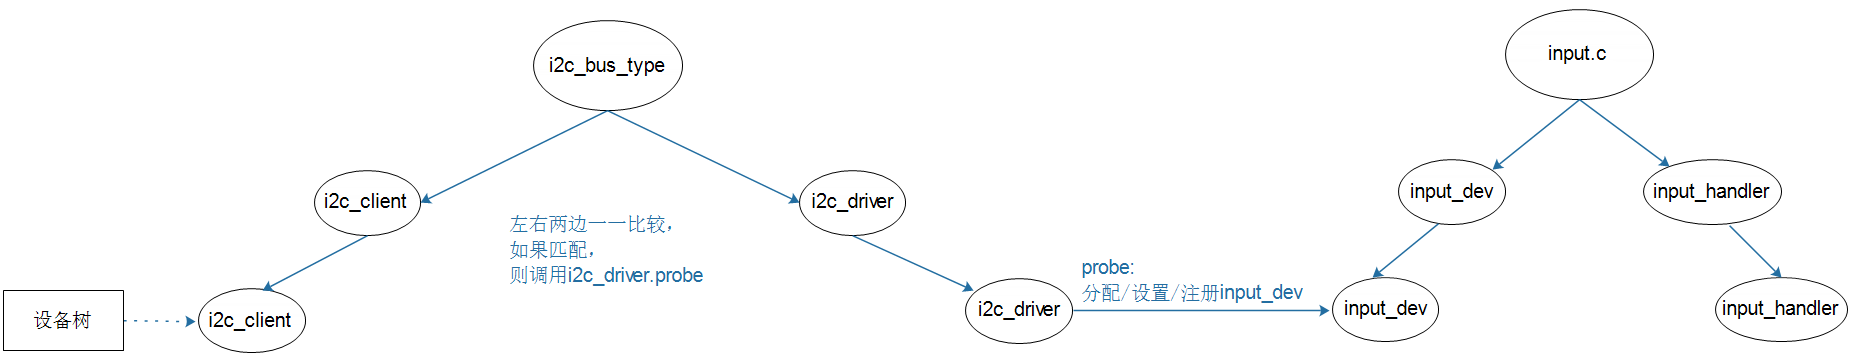 i2c_bus_type
input.c
i2c_client
i2c_driver
input_dev
input_handler
左右两边一一比较，
如果匹配，
则调用i2c_driver.probe
probe:
分配/设置/注册input_dev
设备树
i2c_client
i2c_driver
input_dev
input_handler